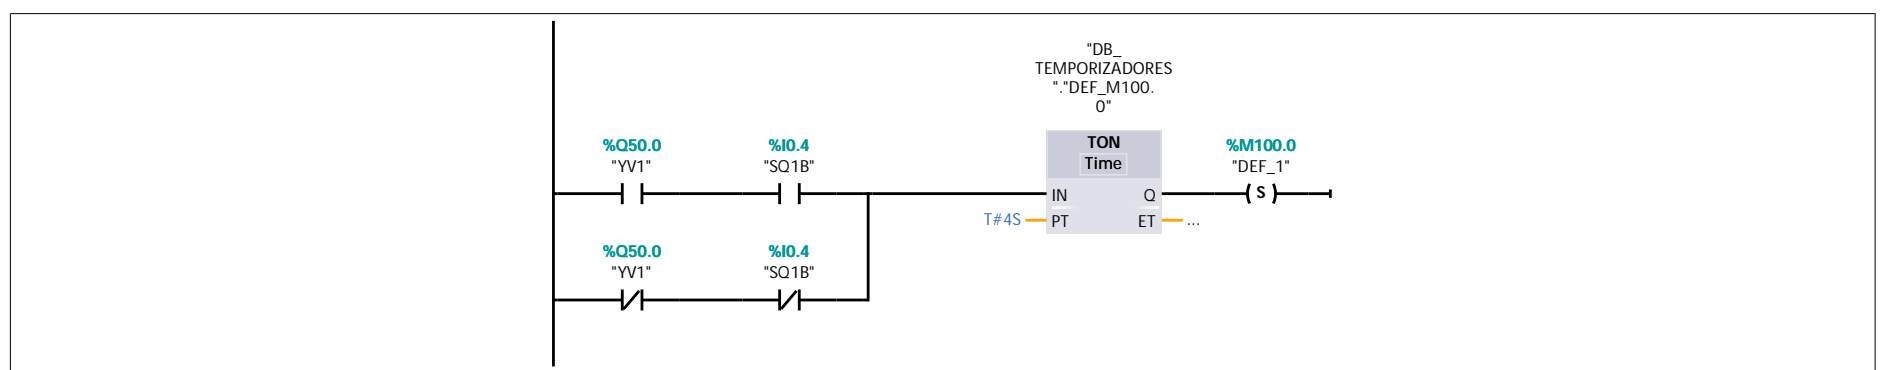 "DB_
TEMPORIZADORES
"."DEF_M100.
0"
%Q50.0
"YV1"
%I0.4
"SQ1B"
TON
Time
%M100.0
"DEF_1"
IN
Q
S
T#4S
PT
ET
...
%Q50.0
"YV1"
%I0.4
"SQ1B"